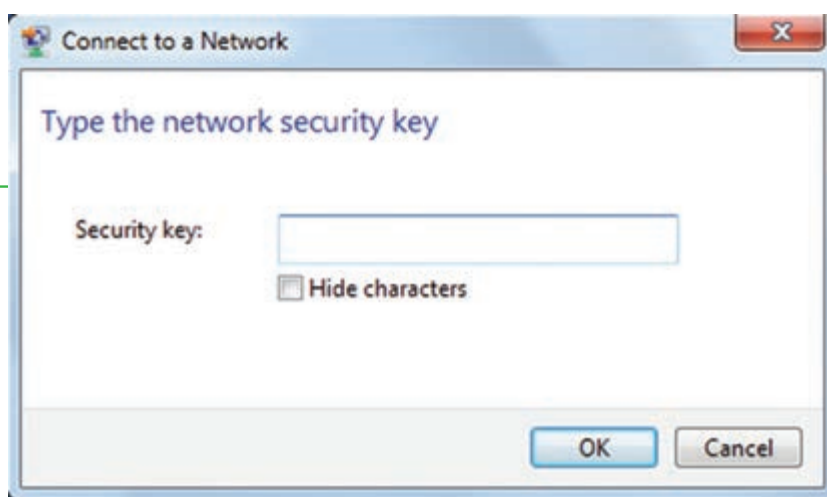 Connect to a Network
Type the network security key
Security key:
Hide characters
OK
Cancel